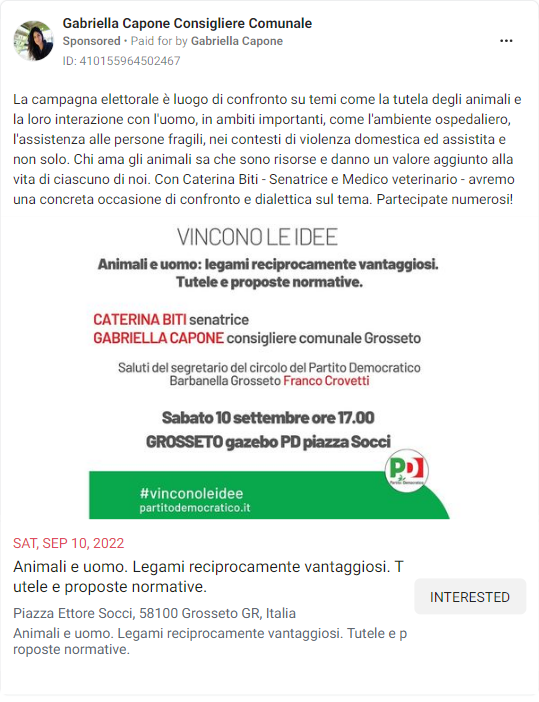 Gabriella Capone Consigliere Comunale
Sponsored • Paid for by Gabriella Capone
ID: 410155964502467
La campagna elettorale è luogo di confronto su temi come la tutela degli animali e
la loro interazione con l'uomo, in ambiti importanti, come l'ambiente ospedaliero,
l'assistenza alle persone fragili, nei contesti di violenza domestica ed assistita e
non solo. Chi ama gli animali sa che sono risorse e danno un valore aggiunto alla
vita di ciascuno di noi. Con Caterina Biti - Senatrice e Medico veterinario - avremo
una concreta occasione di confronto e dialettica sul tema. Partecipate numerosi!
VINCONO LE IDEE
Animali e uomo: legami reciprocamente vantaggiosi.
Tutele e proposte normative.
CATERINA BITI senatrice
GABRIELLA CAPONE consigliere comunale Grosseto
Saluti del segretario del circolo del Partito Democratico
Barbanella Grosseto Franco Crovetti
Sabato 10 settembre ore 17.00
GROSSETO gazebo PD piazza Socci
PD
Partito Democratico
#vinconoleidee
partitodemocratico.it
SAT, SEP 10, 2022
Animali e uomo. Legami reciprocamente vantaggiosi. T
utele e proposte normative.
INTERESTED
Piazza Ettore Socci, 58100 Grosseto GR, Italia
Animali e uomo. Legami reciprocamente vantaggiosi. Tutele e p
roposte normative.